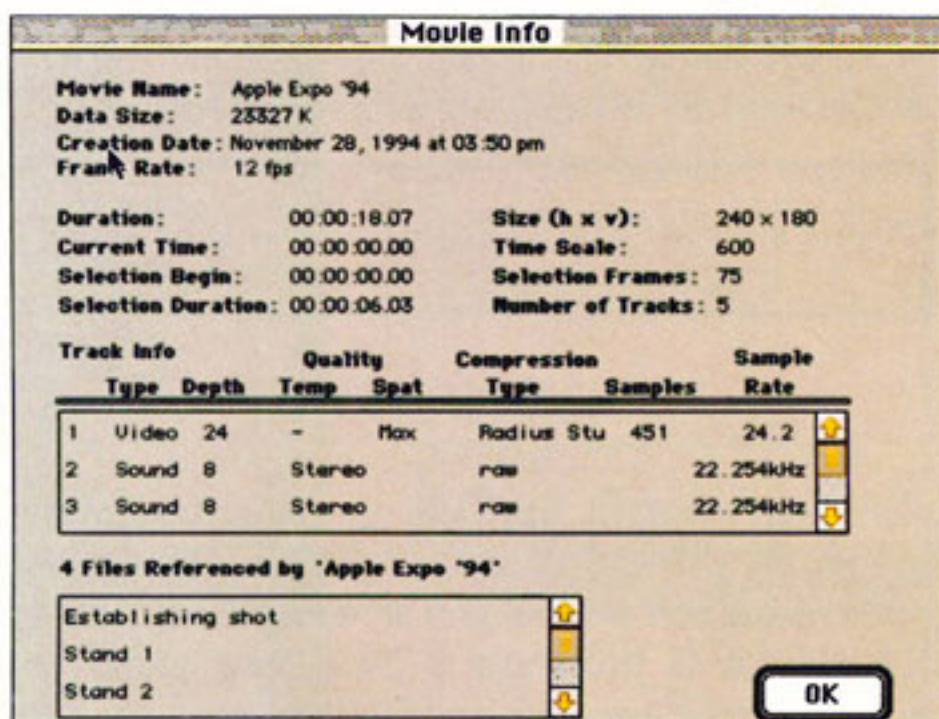 Movie Info
Movie Name: Apple Expo '94
Data Size: 23327 K
Creation Date: November 28, 1994 at 03:50 pm
Frame Rate: 12 fps
Duration: 00:00:18.07 Size (h x v): 240 x 180
Current Time: 00:00:00.00 Time Scale: 600
Selection Begin: 00:00:00.00 Selection Frames: 75
Selection Duration: 00:00:06.03 Number of Tracks: 5
Track Info Quality Compression Sample
Type Depth Temp Spat Type Samples Rate
1 Video 24 - Max Radius Stu 451 24.2
2 Sound 8 Stereo raw 22.254kHz
3 Sound 8 Stereo raw 22.254kHz
4 Files Referenced by "Apple Expo '94"
Establishing shot
Stand 1
Stand 2
OK